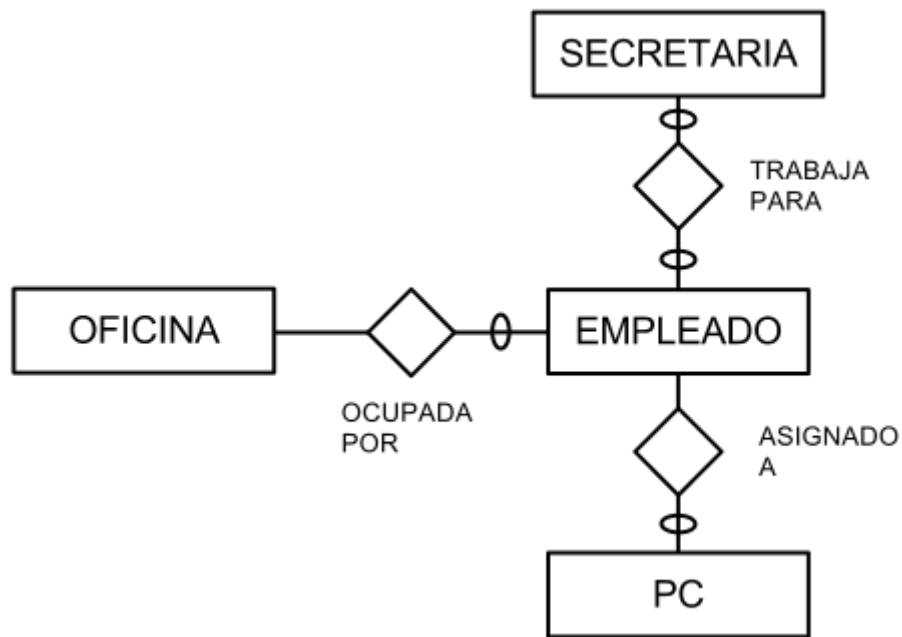 SECRETARIA
TRABAJA
PARA
OFICINA
EMPLEADO
OCUPADA
POR
ASIGNADO
A
PC